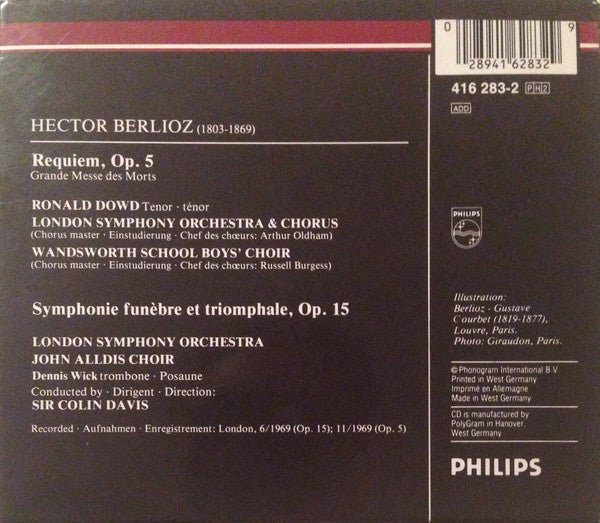 HECTOR BERLIOZ (1803-1869)
Requiem, Op. 5
Grande Messe des Morts
RONALD DOWD Tenor · ténor
LONDON SYMPHONY ORCHESTRA & CHORUS
(Chorus master · Einstudierung · Chef des chœurs: Arthur Oldham)
WANDSWORTH SCHOOL BOYS' CHOIR
(Chorus master · Einstudierung · Chef des chœurs: Russell Burgess)
Symphonie funèbre et triomphale, Op. 15
LONDON SYMPHONY ORCHESTRA
JOHN ALLDIS CHOIR
Dennis Wick trombone · Posaune
Conducted by · Dirigent · Direction:
SIR COLIN DAVIS
Recorded · Aufnahmen · Enregistrement: London, 6/1969 (Op. 15); 11/1969 (Op. 5)
0 28941 62832 9
416 283-2 PH2
ADD
PHILIPS
Illustration:
Berlioz - Gustave
Courbet (1819-1877),
Louvre, Paris.
Photo: Giraudon, Paris.
© Phonogram International B.V.
Printed in West Germany
Imprimé en Allemagne
Made in West Germany
CD is manufactured by
PolyGram in Hanover,
West Germany
PHILIPS